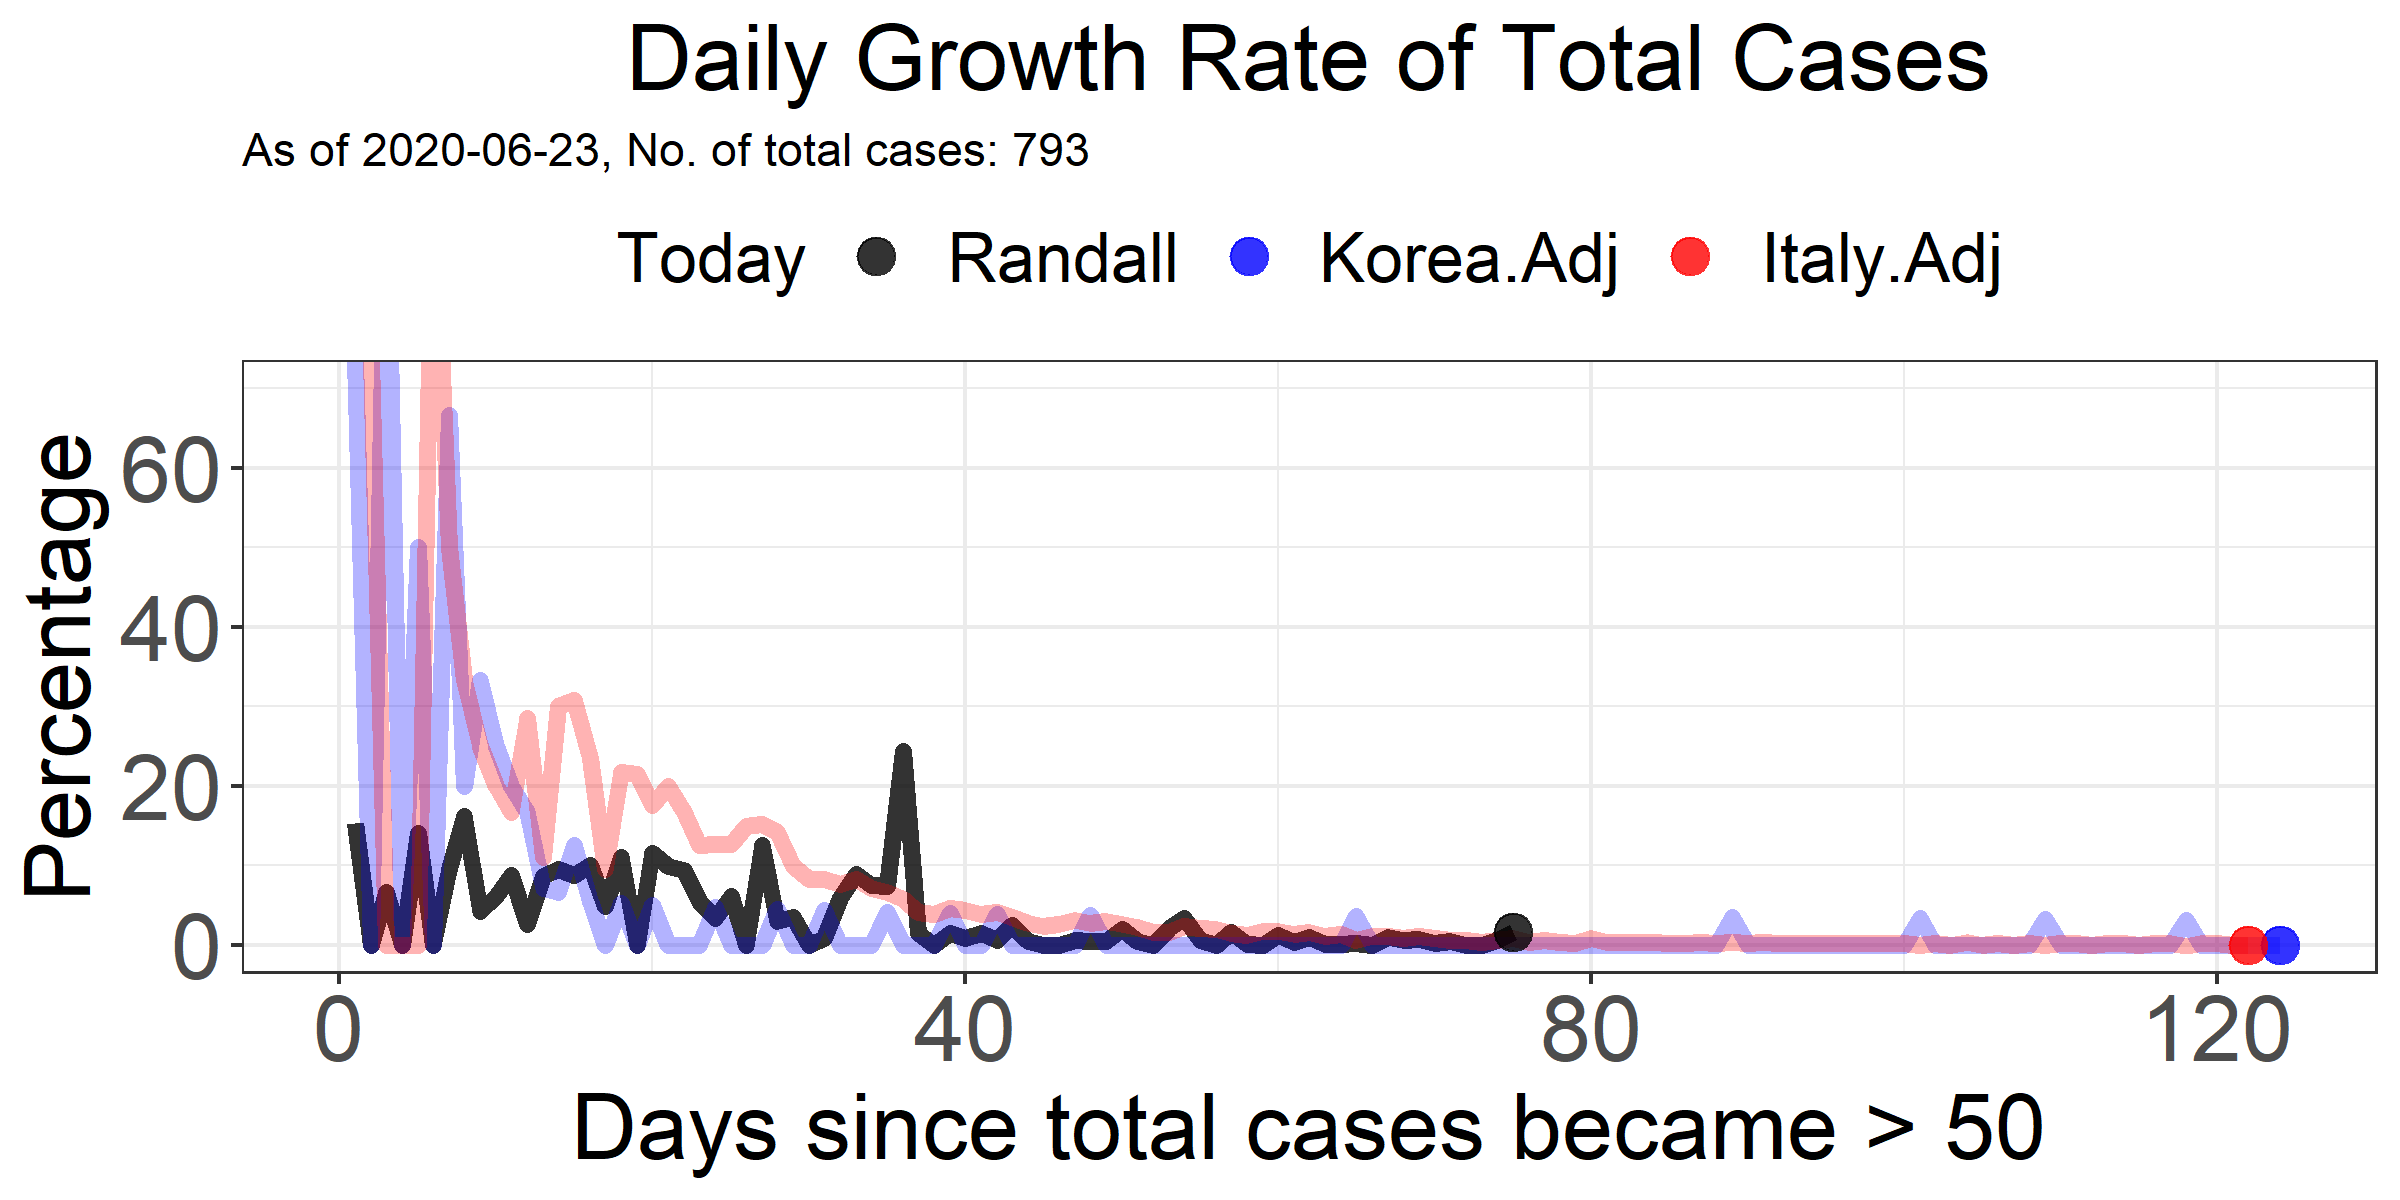 Daily Growth Rate of Total Cases
As of 2020-06-23, No. of total cases: 793
Today Randall Korea.Adj Italy.Adj
Percentage
60
40
20
0
0 40 80 120
Days since total cases became > 50